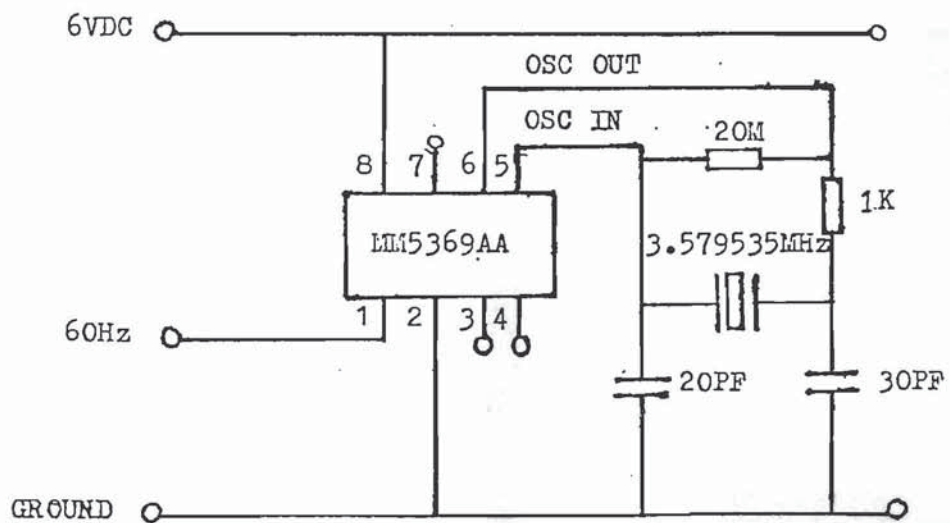 6VDC
OSC OUT
OSC IN
20M
8 7 6 5
1K
MM5369AA
3.579535MHz
1 2 3 4
60Hz
20PF
30PF
GROUND